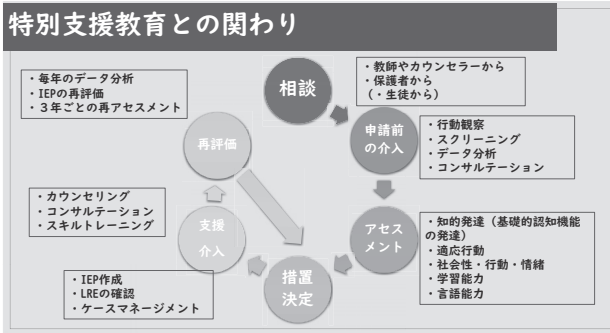 特別支援教育との関わり
・毎年のデータ分析
・IEPの再評価
・３年ごとの再アセスメント
相談
・教師やカウンセラーから
・保護者から
（・生徒から）
申請前
の介入
・行動観察
・スクリーニング
・データ分析
・コンサルテーション
アセス
メント
・知的発達（基礎的認知機能
の発達）
・適応行動
・社会性・行動・情緒
・学習能力
・言語能力
措置
決定
・IEP作成
・LREの確認
・ケースマネージメント
支援
介入
・カウンセリング
・コンサルテーション
・スキルトレーニング
再評価